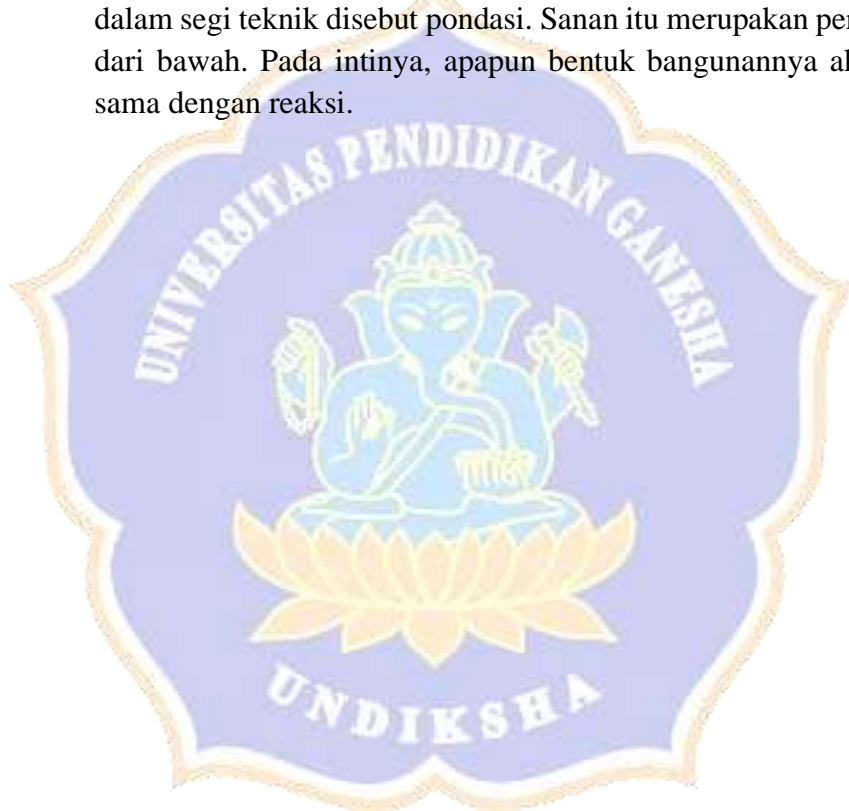 dalam segi teknik disebut pondasi. Sanan itu merupakan
dari bawah. Pada intinya, apapun bentuk bangunannya
sama dengan reaksi.
UNIVERSITAS PENDIDIKAN GANESHA
UNDIKSHA